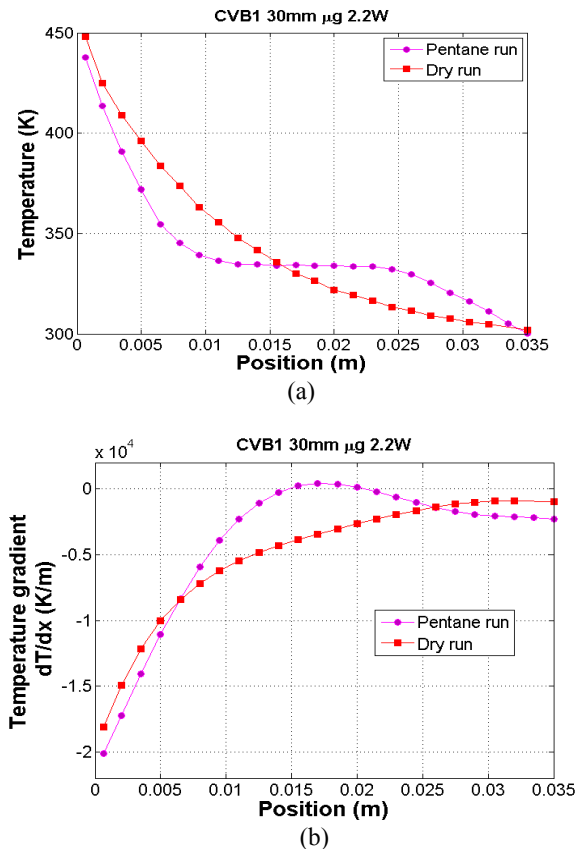 CVB1 30mm µg 2.2W
450
400
350
300
Temperature (K)
Pentane run
Dry run
0 0.005 0.01 0.015 0.02 0.025 0.03 0.035
Position (m)
(a)
CVB1 30mm µg 2.2W
x 10^4
0
-0.5
-1
-1.5
-2
Temperature gradient
dT/dx (K/m)
Pentane run
Dry run
0 0.005 0.01 0.015 0.02 0.025 0.03 0.035
Position (m)
(b)